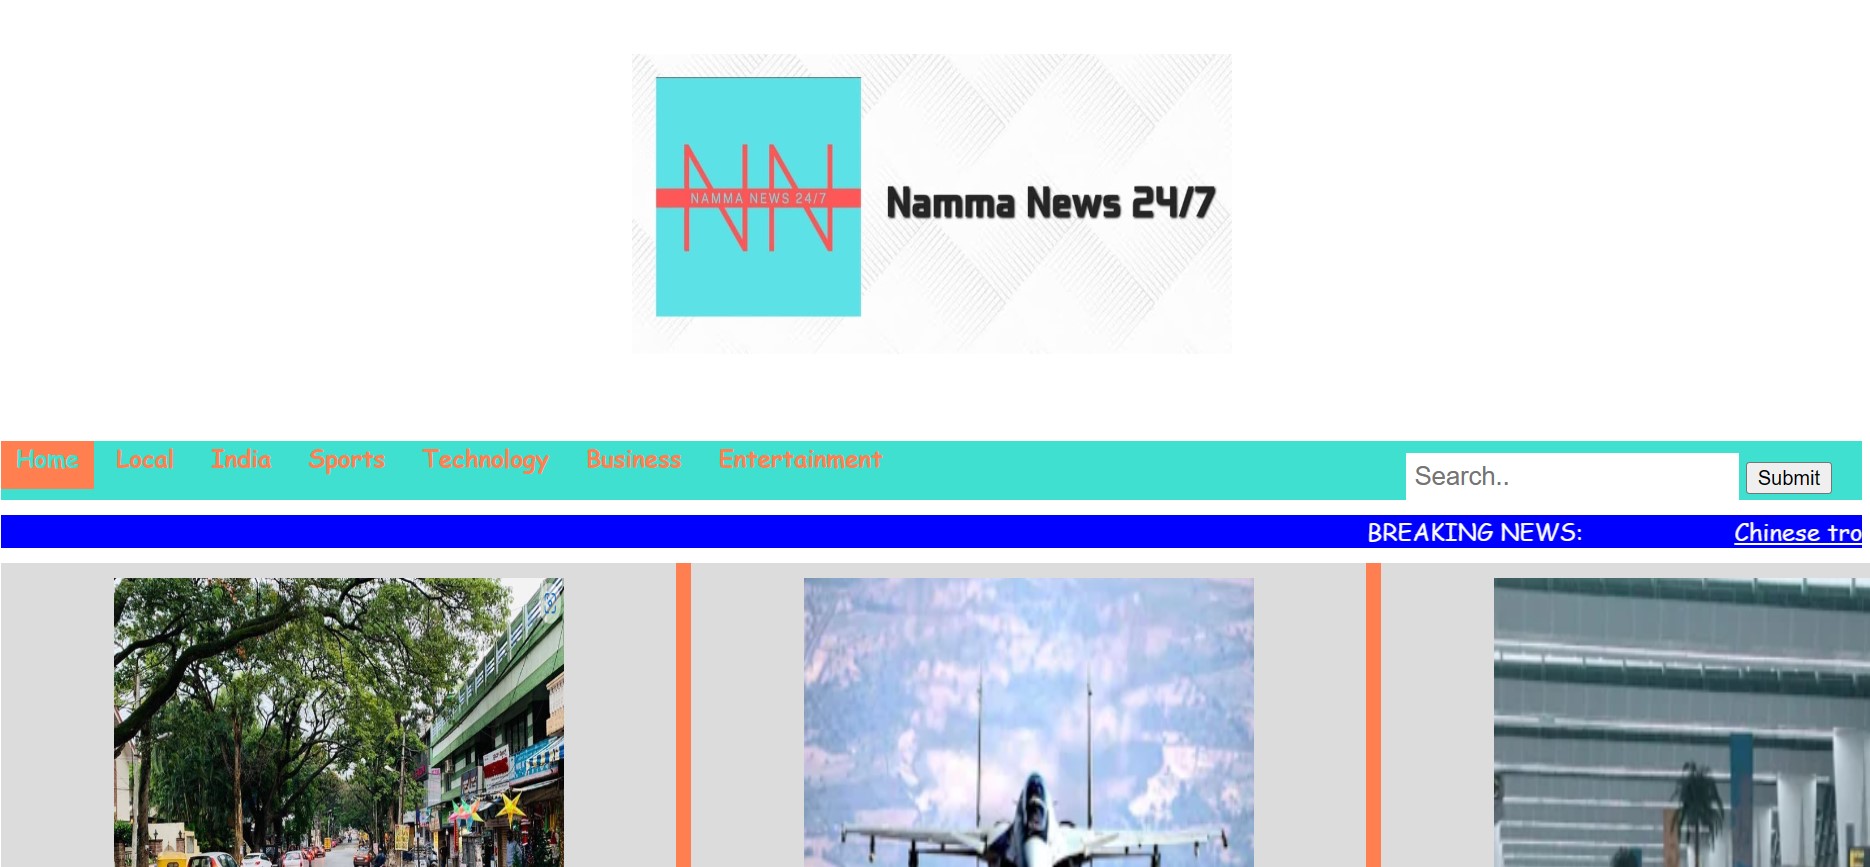 NAMMA NEWS 24/7
Namma News 24/7
Home Local India Sports Technology Business Entertainment
Search.. Submit
BREAKING NEWS: Chinese tro